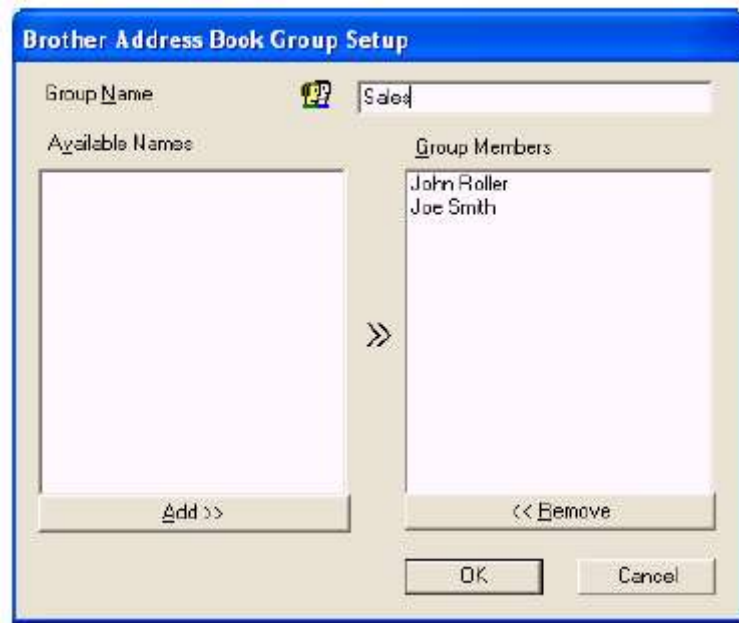 Brother Address Book Group Setup
Group Name
Sales
Available Names
Group Members
John Roller
Joe Smith
>>
Add >>
<< Remove
OK
Cancel